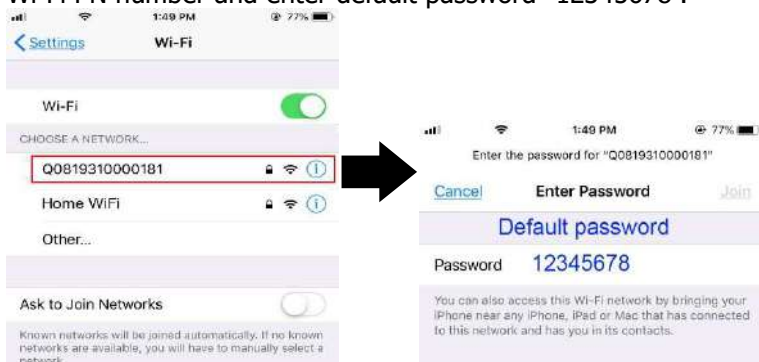 Wi-Fi PN number and enter default password "12345678".
1:49 PM
77%
Settings
Wi-Fi
Wi-Fi
CHOOSE A NETWORK...
Q0819310000181
Home WiFi
Other...
Ask to Join Networks
Known networks will be joined automatically. If no known
networks are available, you will have to manually select a
network.
1:49 PM
77%
Enter the password for "Q0819310000181"
Cancel
Enter Password
Join
Default password
Password
12345678
You can also access this Wi-Fi network by bringing your
iPhone near any iPhone, iPad or Mac that has connected
to this network and has you in its contacts.